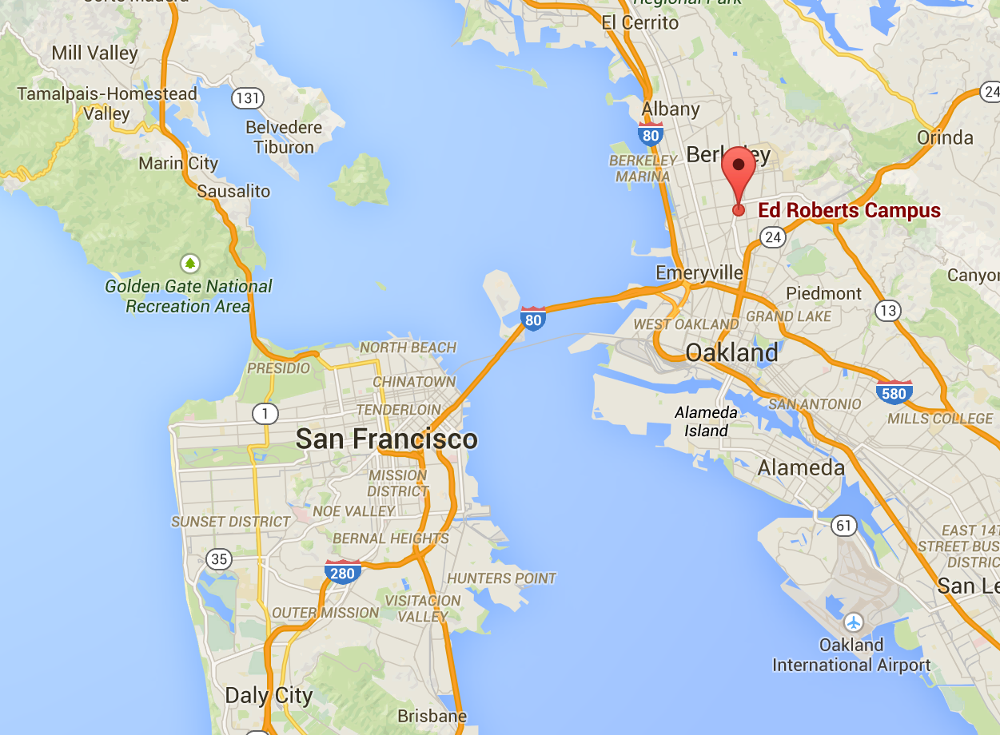 Regional Park
El Cerrito
Mill Valley
Tamalpais-Homestead
Valley
131
24
Albany
Belvedere
Tiburon
80
Orinda
Marin City
BERKELEY
MARINA
Sausalito
Ed Roberts Campus
24
Golden Gate National
Recreation Area
Emeryville
Piedmont
13
80
WEST OAKLAND
GRAND LAKE
Oakland
NORTH BEACH
PRESIDIO
CHINATOWN
580
TENDERLOIN
1
SAN ANTONIO
MILLS COLLEGE
Alameda
Island
San Francisco
Alameda
MISSION
DISTRICT
NOE VALLEY
SUNSET DISTRICT
61
BERNAL HEIGHTS
35
280
HUNTERS POINT
VISITACION
VALLEY
OUTER MISSION
Oakland
International Airport
Daly City
Brisbane